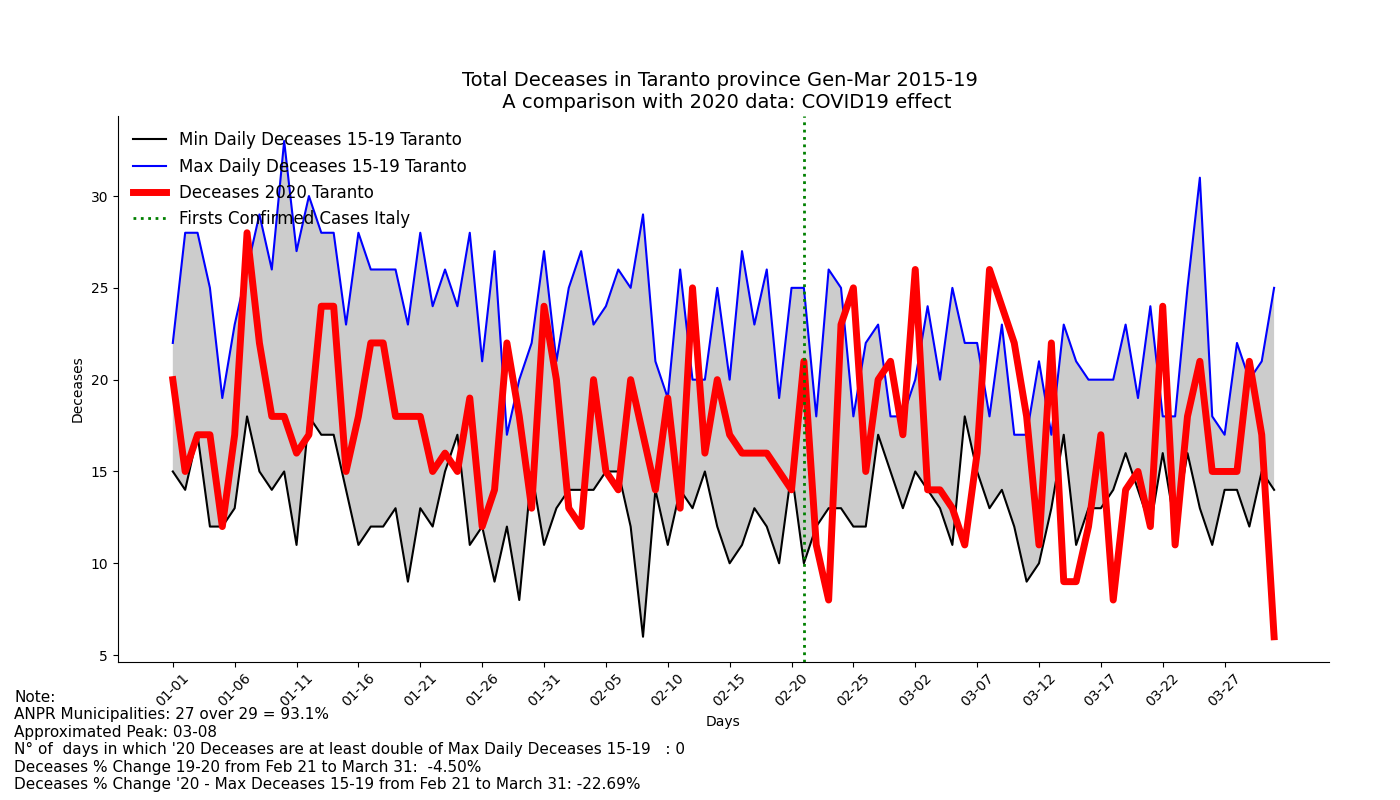 Total Deceases in Taranto province Gen-Mar 2015-19
A comparison with 2020 data: COVID19 effect
Min Daily Deceases 15-19 Taranto
Max Daily Deceases 15-19 Taranto
Deceases 2020 Taranto
Firsts Confirmed Cases Italy
Deceases
30
25
20
15
10
5
01-01 01-06 01-11 01-16 01-21 01-26 01-31 02-05 02-10 02-15 02-20 02-25 03-02 03-07 03-12 03-17 03-22 03-27
Days
Note:
ANPR Municipalities: 27 over 29 = 93.1%
Approximated Peak: 03-08
N° of  days in which '20 Deceases are at least double of Max Daily Deceases 15-19   : 0
Deceases % Change 19-20 from Feb 21 to March 31:  -4.50%
Deceases % Change '20 - Max Deceases 15-19 from Feb 21 to March 31: -22.69%